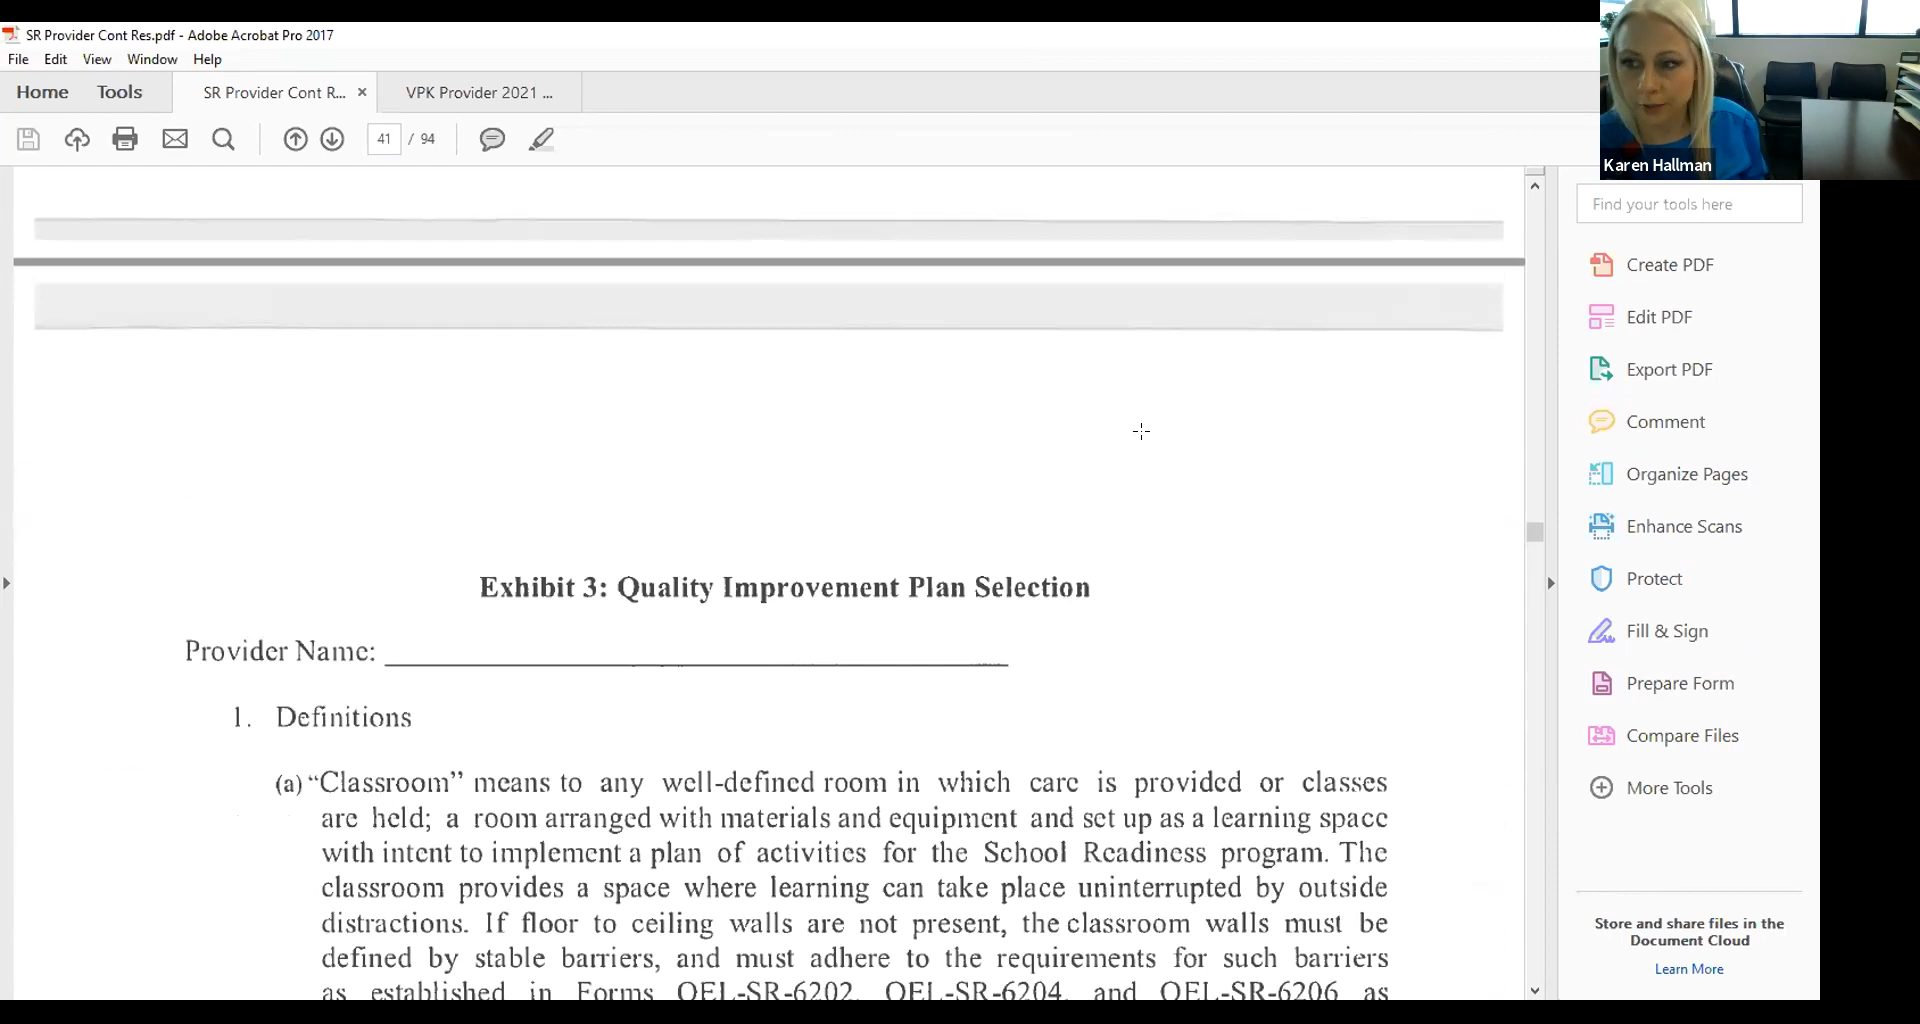 SR Provider Cont Res.pdf - Adobe Acrobat Pro 2017
File Edit View Window Help
Home Tools SR Provider Cont R... × VPK Provider 2021 ...
41 / 94
Karen Hallman
Find your tools here
Create PDF
Edit PDF
Export PDF
Comment
Organize Pages
Enhance Scans
Protect
Fill & Sign
Prepare Form
Compare Files
More Tools
Store and share files in the
Document Cloud
Learn More
Exhibit 3: Quality Improvement Plan Selection
Provider Name:
1. Definitions
(a) “Classroom” means to any well-defined room in which care is provided or classes
are held; a room arranged with materials and equipment and set up as a learning space
with intent to implement a plan of activities for the School Readiness program. The
classroom provides a space where learning can take place uninterrupted by outside
distractions. If floor to ceiling walls are not present, the classroom walls must be
defined by stable barriers, and must adhere to the requirements for such barriers
as established in Forms OEL-SR-6202, OEL-SR-6204, and OEL-SR-6206 as